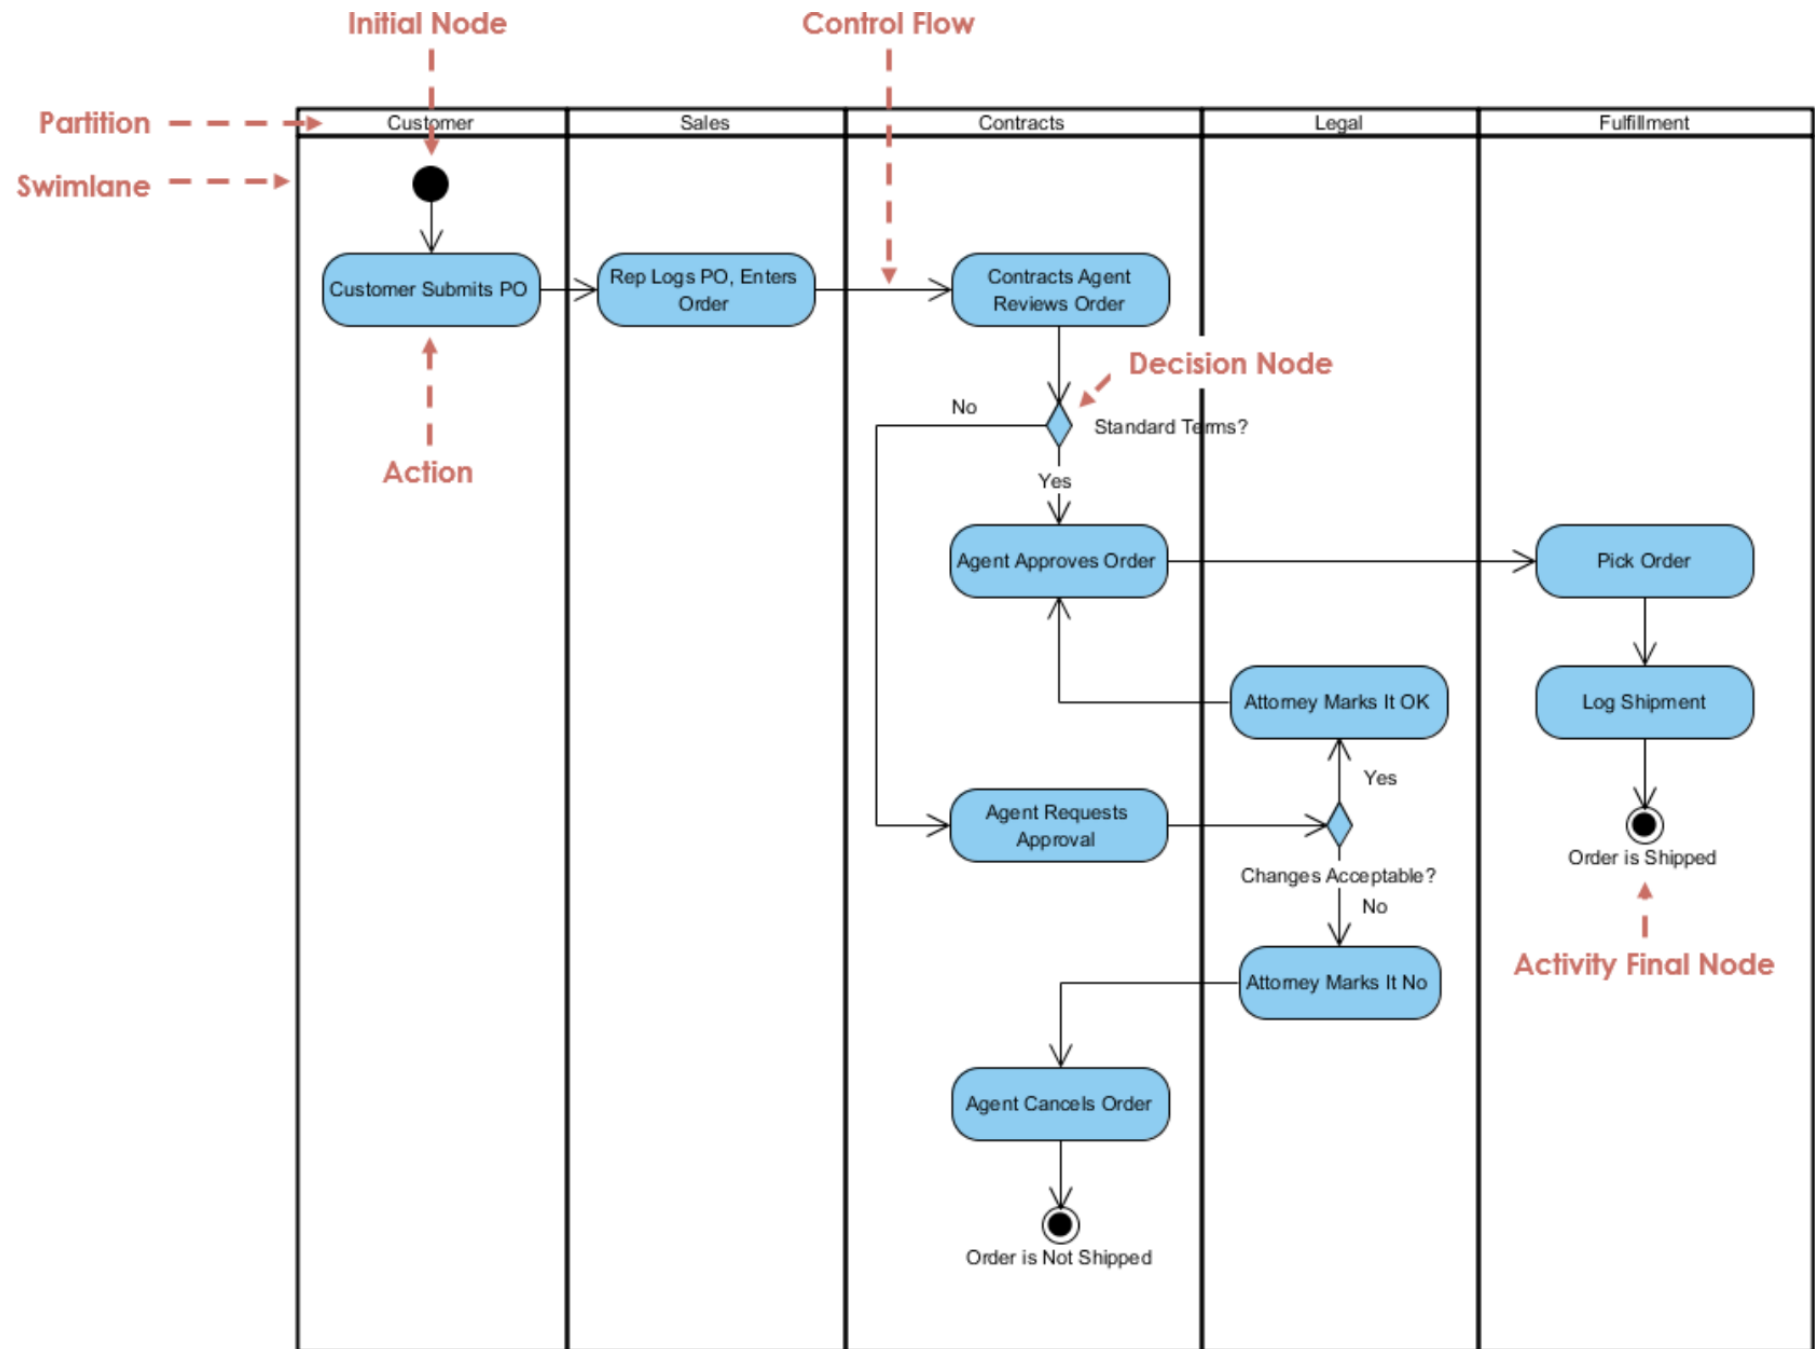 Initial Node
Control Flow
Partition
Customer
Sales
Contracts
Legal
Fulfillment
Swimlane
Customer Submits PO
Rep Logs PO, Enters
Order
Contracts Agent
Reviews Order
Decision Node
No
Standard Terms?
Action
Yes
Agent Approves Order
Pick Order
Attorney Marks It OK
Log Shipment
Yes
Agent Requests
Approval
Order is Shipped
Changes Acceptable?
No
Activity Final Node
Attorney Marks It No
Agent Cancels Order
Order is Not Shipped